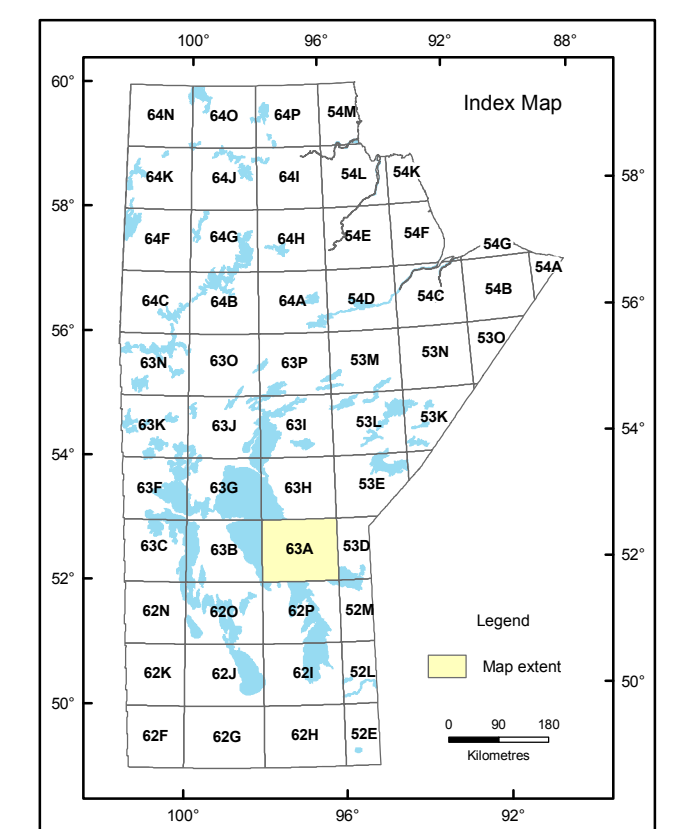 100° 96° 92° 88°
60°
Index Map
64N 64O 64P 54M
64K 64J 64I 54L 54K
58°
58°
64F 64G 64H 54E 54F 54G
54A
64C 64B 64A 54D 54C 54B
56°
56°
63N 63O 63P 53M 53N 53O
63K 63J 63I 53L 53K
54°
54°
63F 63G 63H 53E
63C 63B 63A 53D
52°
52°
62N 62O 62P 52M
Legend
62K 62J 62I 52L
Map extent
50°
50°
62F 62G 62H 52E
0 90 180
Kilometres
100° 96° 92°